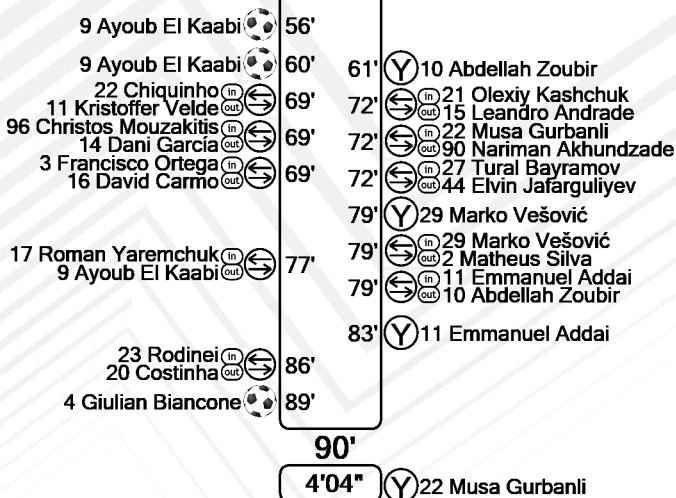 9 Ayoub El Kaabi 56'
9 Ayoub El Kaabi 60'
61' Y 10 Abdellah Zoubir
22 Chiquinho in
11 Kristoffer Velde out
69'
72'
in 21 Olexiy Kashchuk
out 15 Leandro Andrade
96 Christos Mouzakitis in
14 Dani García out
69'
72'
in 22 Musa Gurbanli
out 90 Nariman Akhundzade
3 Francisco Ortega in
16 David Carmo out
69'
72'
in 27 Tural Bayramov
out 44 Elvin Jafarguliyev
79' Y 29 Marko Vešović
17 Roman Yaremchuk in
9 Ayoub El Kaabi out
77'
79'
in 29 Marko Vešović
out 2 Matheus Silva
79'
in 11 Emmanuel Addai
out 10 Abdellah Zoubir
83' Y 11 Emmanuel Addai
23 Rodinei in
20 Costinha out
86'
4 Giulian Biancone 89'
90'
4'04" Y 22 Musa Gurbanli